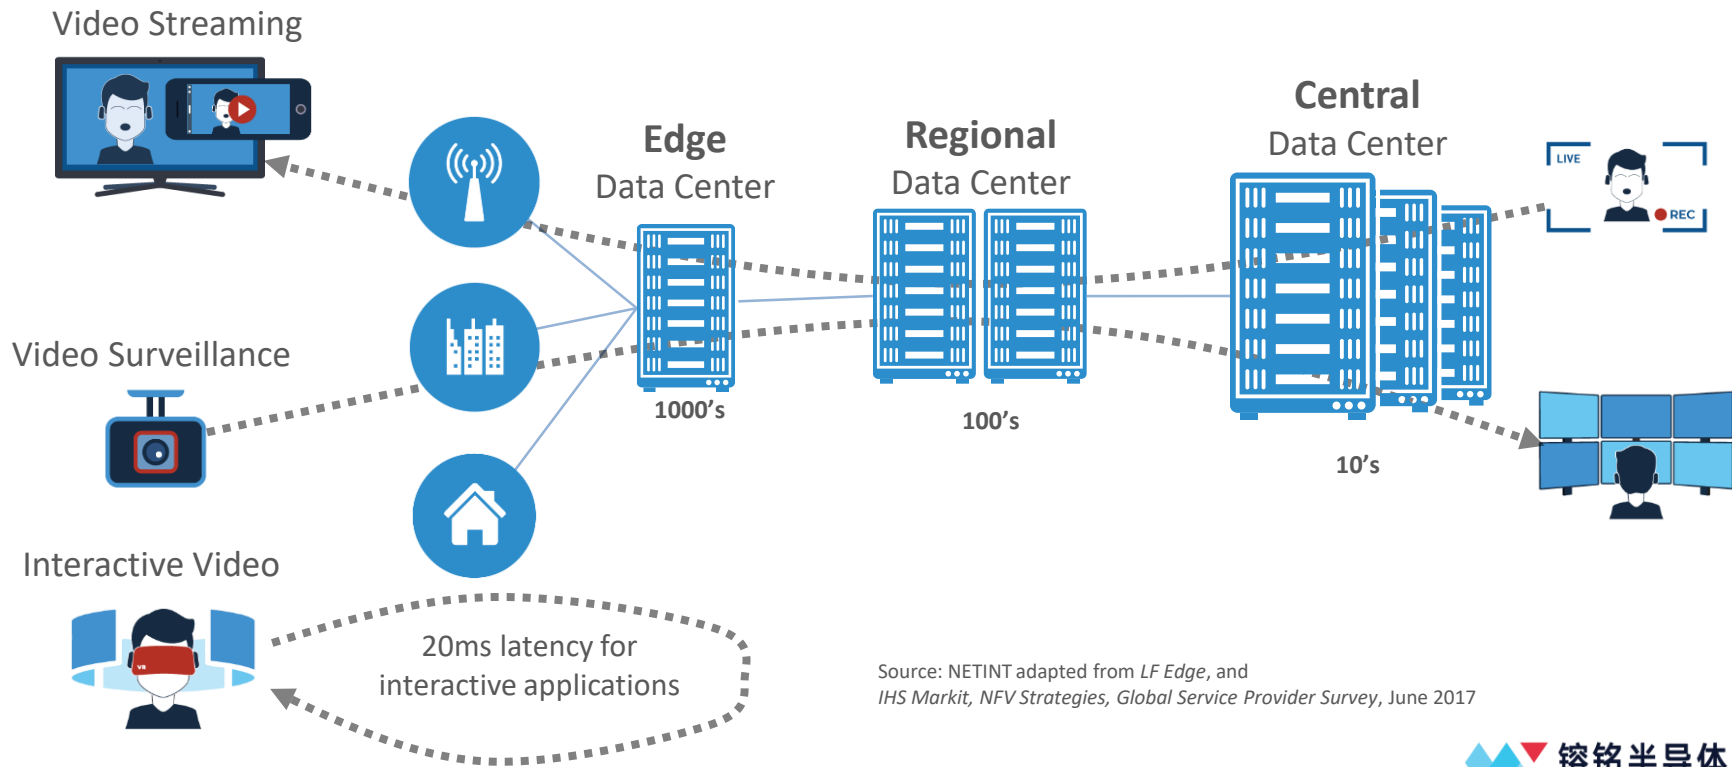 Video Streaming
Edge
Data Center
Regional
Data Center
Central
Data Center
LIVE
REC
Video Surveillance
1000's
100's
10's
Interactive Video
VR
20ms latency for
interactive applications
Source: NETINT adapted from LF Edge, and
IHS Markit, NFV Strategies, Global Service Provider Survey, June 2017
镕铭半导体